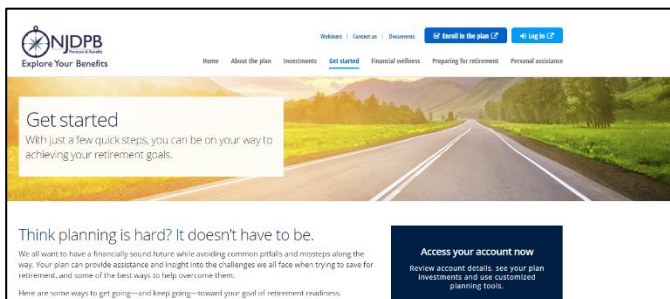 NJDPB
Pensions & Benefits
Explore Your Benefits
Webinars | Contact us | Documents
Enroll in the plan
Log in
Home About the plan Investments Get started Financial wellness Preparing for retirement Personal assistance
Get started
With just a few quick steps, you can be on your way to
achieving your retirement goals.
Think planning is hard? It doesn't have to be.
We all want to have a financially sound future while avoiding common pitfalls and missteps along the
way. Your plan can provide assistance and insight into the challenges we all face when trying to save for
retirement, and some of the best ways to help overcome them.
Here are some ways to get going—and keep going—toward your goal of retirement readiness.
Access your account now
Review account details, see your plan
investments and use customized
planning tools.